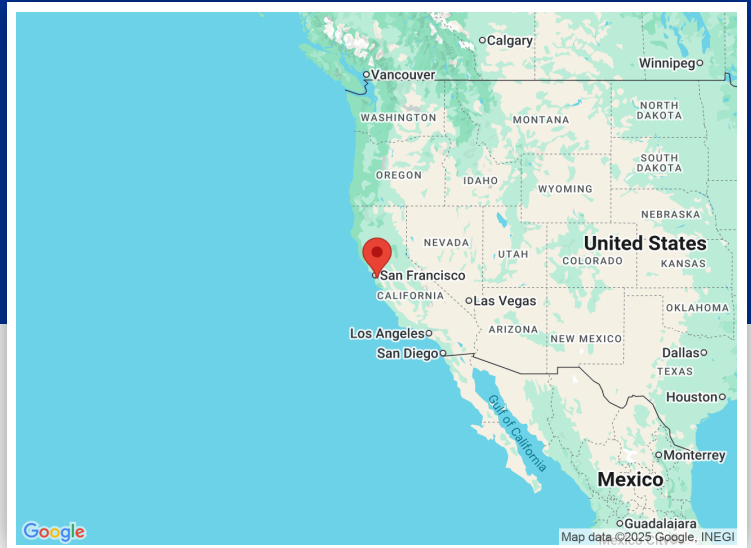 Calgary
Winnipeg
Vancouver
WASHINGTON
MONTANA
NORTH
DAKOTA
SOUTH
DAKOTA
OREGON
IDAHO
WYOMING
NEBRASKA
NEVADA
UTAH
United States
COLORADO
KANSAS
San Francisco
CALIFORNIA
Las Vegas
OKLAHOMA
Los Angeles
ARIZONA
NEW MEXICO
San Diego
Dallas
TEXAS
Houston
Gulf of California
Monterrey
Mexico
Guadalajara
Google
Map data ©2025 Google, INEGI